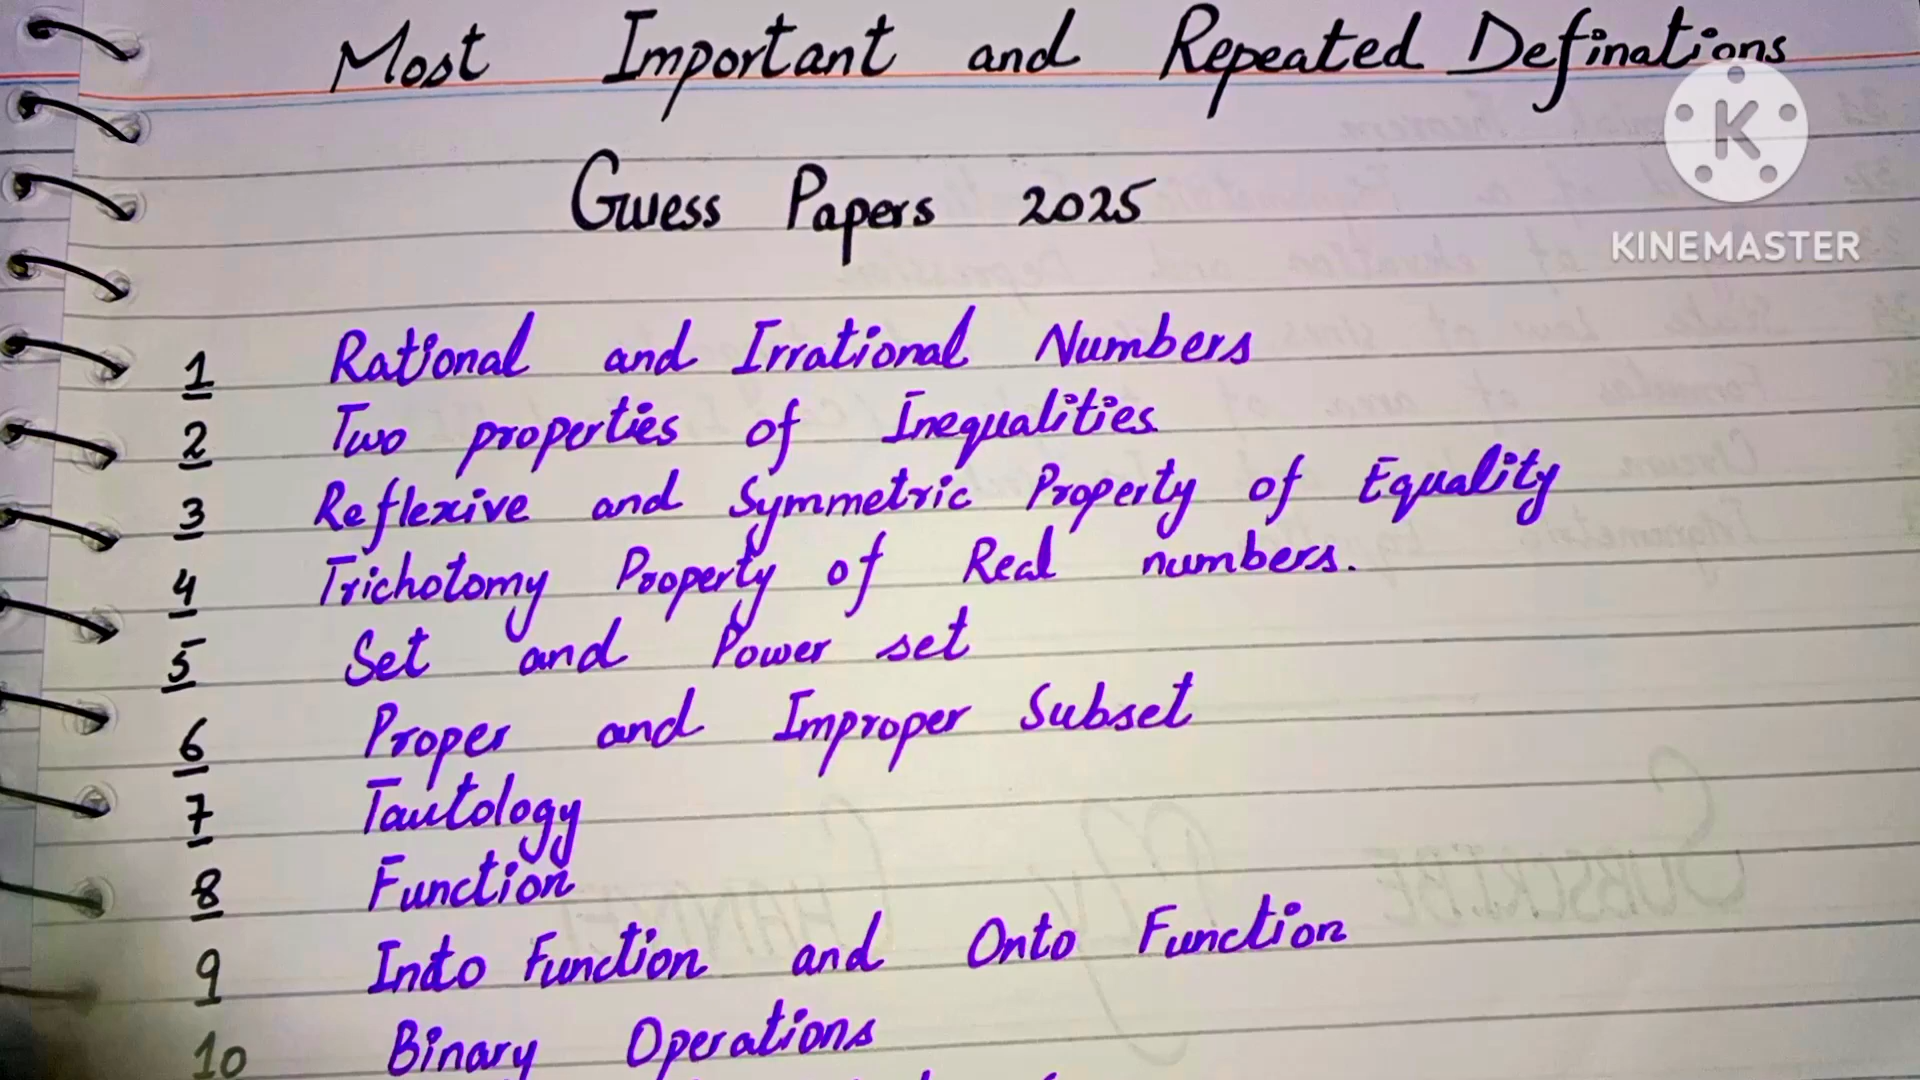 Most Important and Repeated Definations
K
Guess Papers 2025
KINEMASTER
1 Rational and Irrational Numbers
2 Two properties of Inequalities
3 Reflexive and Symmetric Property of Equality
4 Trichotomy Property of Real numbers.
5 Set and Power set
6 Proper and Improper Subset
7 Tautology
8 Function
9 Into Function and Onto Function
10 Binary Operations